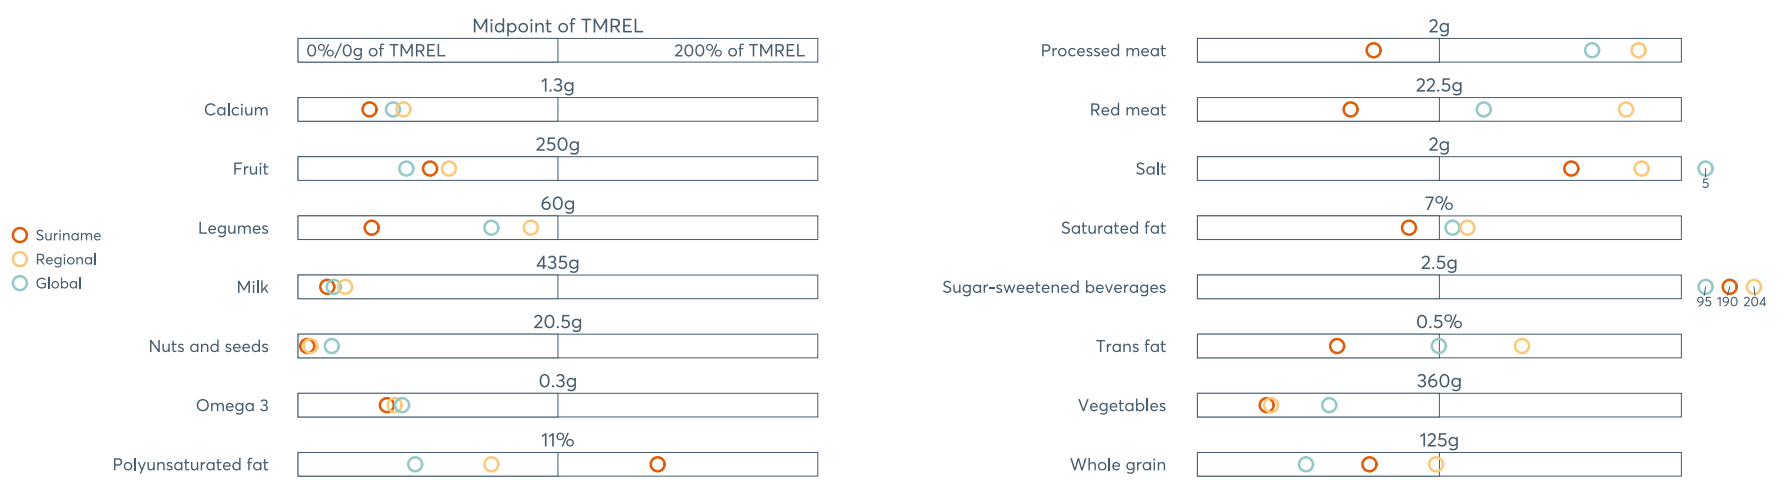 Midpoint of TMREL
0%/0g of TMREL
200% of TMREL
1.3g
Calcium
250g
Fruit
60g
Legumes
435g
Milk
20.5g
Nuts and seeds
0.3g
Omega 3
11%
Polyunsaturated fat
Suriname
Regional
Global
2g
Processed meat
22.5g
Red meat
2g
Salt
5
7%
Saturated fat
2.5g
Sugar-sweetened beverages
95 190 204
0.5%
Trans fat
360g
Vegetables
125g
Whole grain